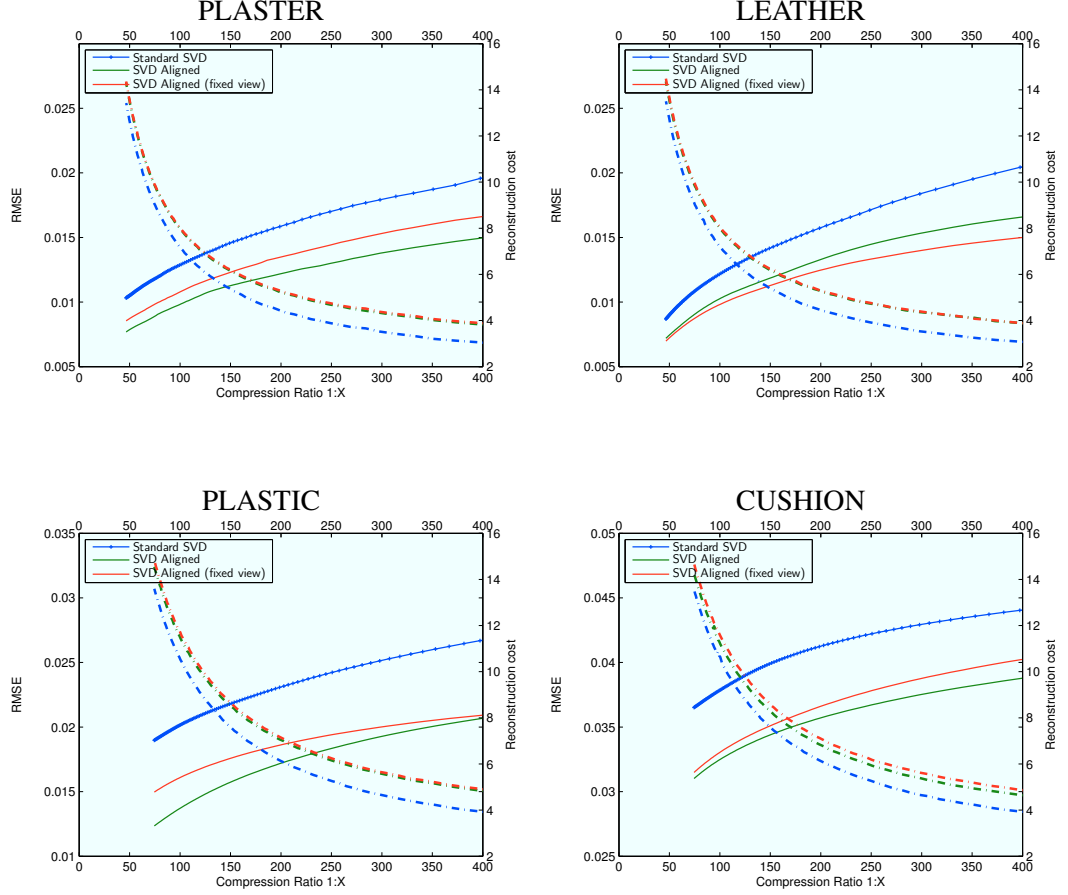 PLASTER
0 50 100 150 200 250 300 350 400
Standard SVD
SVD Aligned
SVD Aligned (fixed view)
0.025
0.02
0.015
0.01
0.005
RMSE
16
14
12
10
8
6
4
2
Reconstruction cost
0 50 100 150 200 250 300 350 400
Compression Ratio 1:X
LEATHER
0 50 100 150 200 250 300 350 400
Standard SVD
SVD Aligned
SVD Aligned (fixed view)
0.025
0.02
0.015
0.01
0.005
RMSE
16
14
12
10
8
6
4
2
Reconstruction cost
0 50 100 150 200 250 300 350 400
Compression Ratio 1:X
PLASTIC
0 50 100 150 200 250 300 350 400
Standard SVD
SVD Aligned
SVD Aligned (fixed view)
0.035
0.03
0.025
0.02
0.015
0.01
RMSE
16
14
12
10
8
6
4
2
Reconstruction cost
0 50 100 150 200 250 300 350 400
Compression Ratio 1:X
CUSHION
0 50 100 150 200 250 300 350 400
Standard SVD
SVD Aligned
SVD Aligned (fixed view)
0.05
0.045
0.04
0.035
0.03
0.025
RMSE
16
14
12
10
8
6
4
2
Reconstruction cost
0 50 100 150 200 250 300 350 400
Compression Ratio 1:X